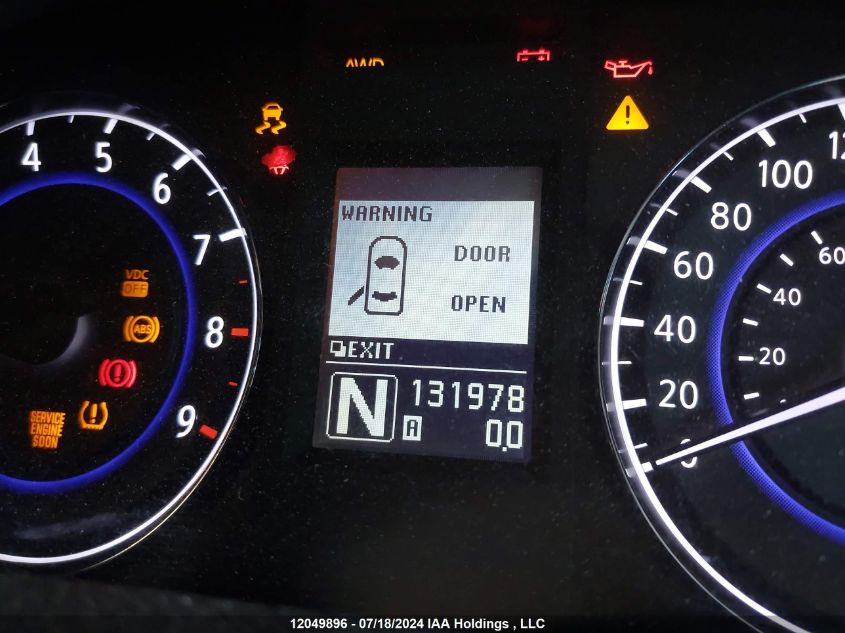 AWD
4 5 6 7 8 9
120
100
80
60
40
20
0
60
40
20
VDC
OFF
ABS
SERVICE
ENGINE
SOON
WARNING
DOOR
OPEN
EXIT
N
131978
A
0.0
12049896 - 07/18/2024 IAA Holdings , LLC